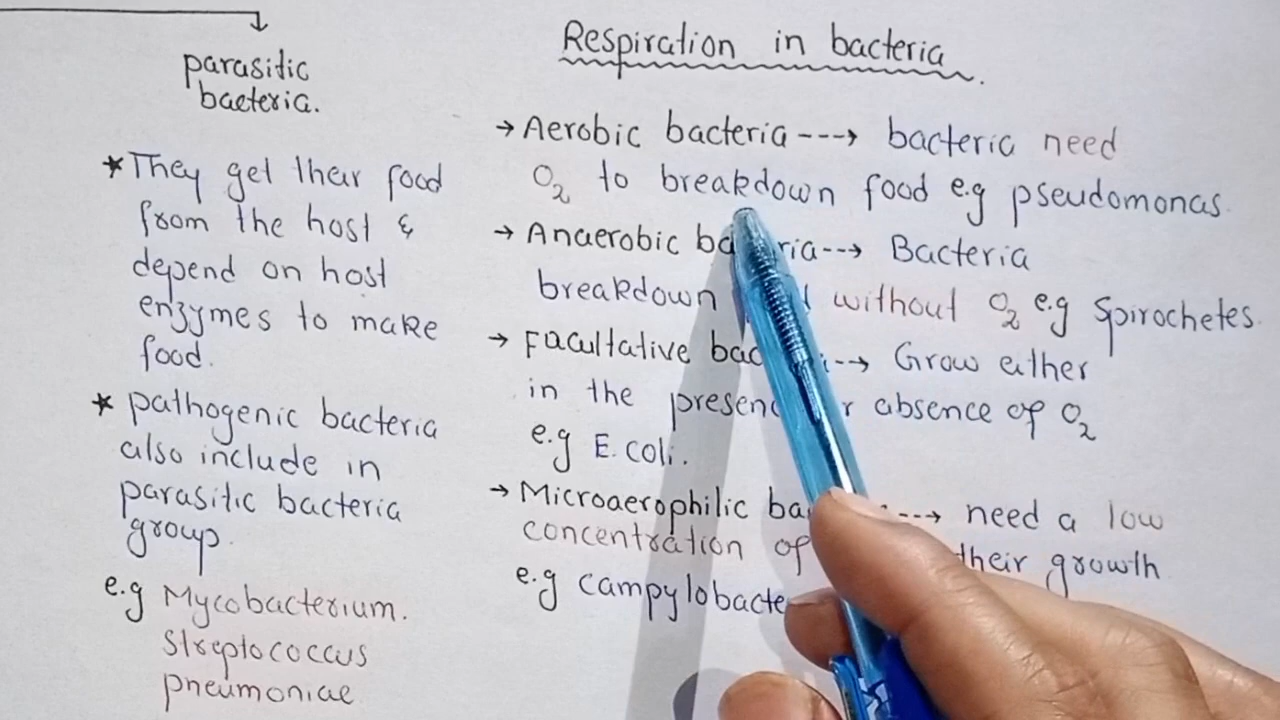 parasitic
bacteria.
* They get their food
from the host &
depend on host
enzymes to make
food.
* pathogenic bacteria
also include in
parasitic bacteria
group.
e.g Mycobacterium.
Streptococcus
pneumoniae
Respiration in bacteria
→ Aerobic bacteria ---→ bacteria need
O₂ to breakdown food e.g pseudomonas.
→ Anaerobic --→ Bacteria
breakdown without O₂ e.g Spirochetes.
→ Facultative --→ Grow either
in the absence of O₂
e.g E. coli.
→ Microaerophilic ---→ need a low
concentration of their growth
e.g